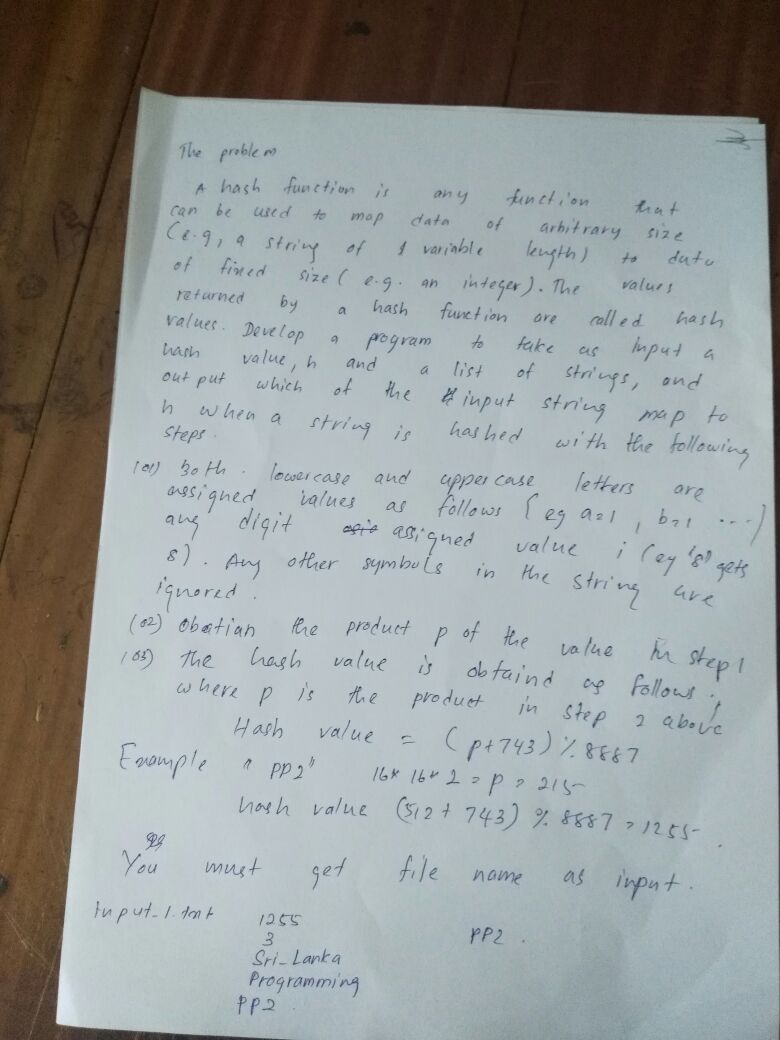 The problem
A hash function is any function that
can be used to map data of arbitrary size
(e.g, a string of 1 variable length) to data
of fixed size (e.g. an integer). The values
returned by a hash function are called hash
values. Develop a program to take as Input a
hash value, h and a list of strings, and
output which of the input string map to
h when a string is hashed with the following
steps.
(01) Both lowercase and uppercase letters are
assigned values as follows (eg a=1, b=1 ...)
any digit assigned value i (eg '8' gets
8). Any other symbols in the string are
ignored.
(02) Obatian the product p of the value in step 1
(03) The hash value is obtaind as follows;
where p is the product in step 2 above
Hash value = (p+743) % 8887
Example "PP2" 16* 16* 2 = p = 215
hash value (512 + 743) % 8887 = 1255.
You must get file name as input.
Input_1.tnt 1255
3 PP2.
Sri-Lanka
Programming
PP2.